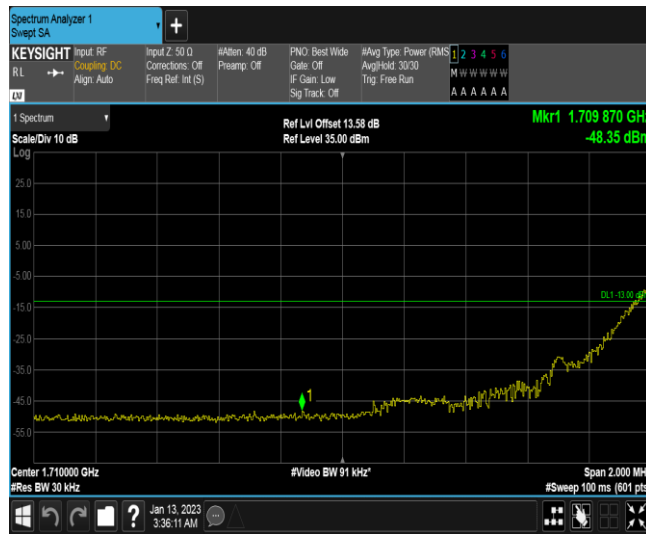 Spectrum Analyzer 1
Swept SA
+
KEYSIGHT
RL
LXI
Input: RF
Coupling: DC
Align: Auto
Input Z: 50 Ω
Corrections: Off
Freq Ref: Int (S)
#Atten: 40 dB
Preamp: Off
PNO: Best Wide
Gate: Off
IF Gain: Low
Sig Track: Off
#Avg Type: Power (RMS
Avg|Hold: 30/30
Trig: Free Run
1 2 3 4 5 6
M W W W W W
A A A A A A
1 Spectrum
Scale/Div 10 dB
Ref Lvl Offset 13.58 dB
Ref Level 35.00 dBm
Mkr1 1.709 870 GHz
-48.35 dBm
Log
25.0
15.0
5.00
-5.00
DL1 -13.00 dBm
-15.0
-25.0
-35.0
-45.0
1
-55.0
Center 1.710000 GHz
#Video BW 91 kHz*
Span 2.000 MH
#Res BW 30 kHz
#Sweep 100 ms (601 pts
?
Jan 13, 2023
3:36:11 AM